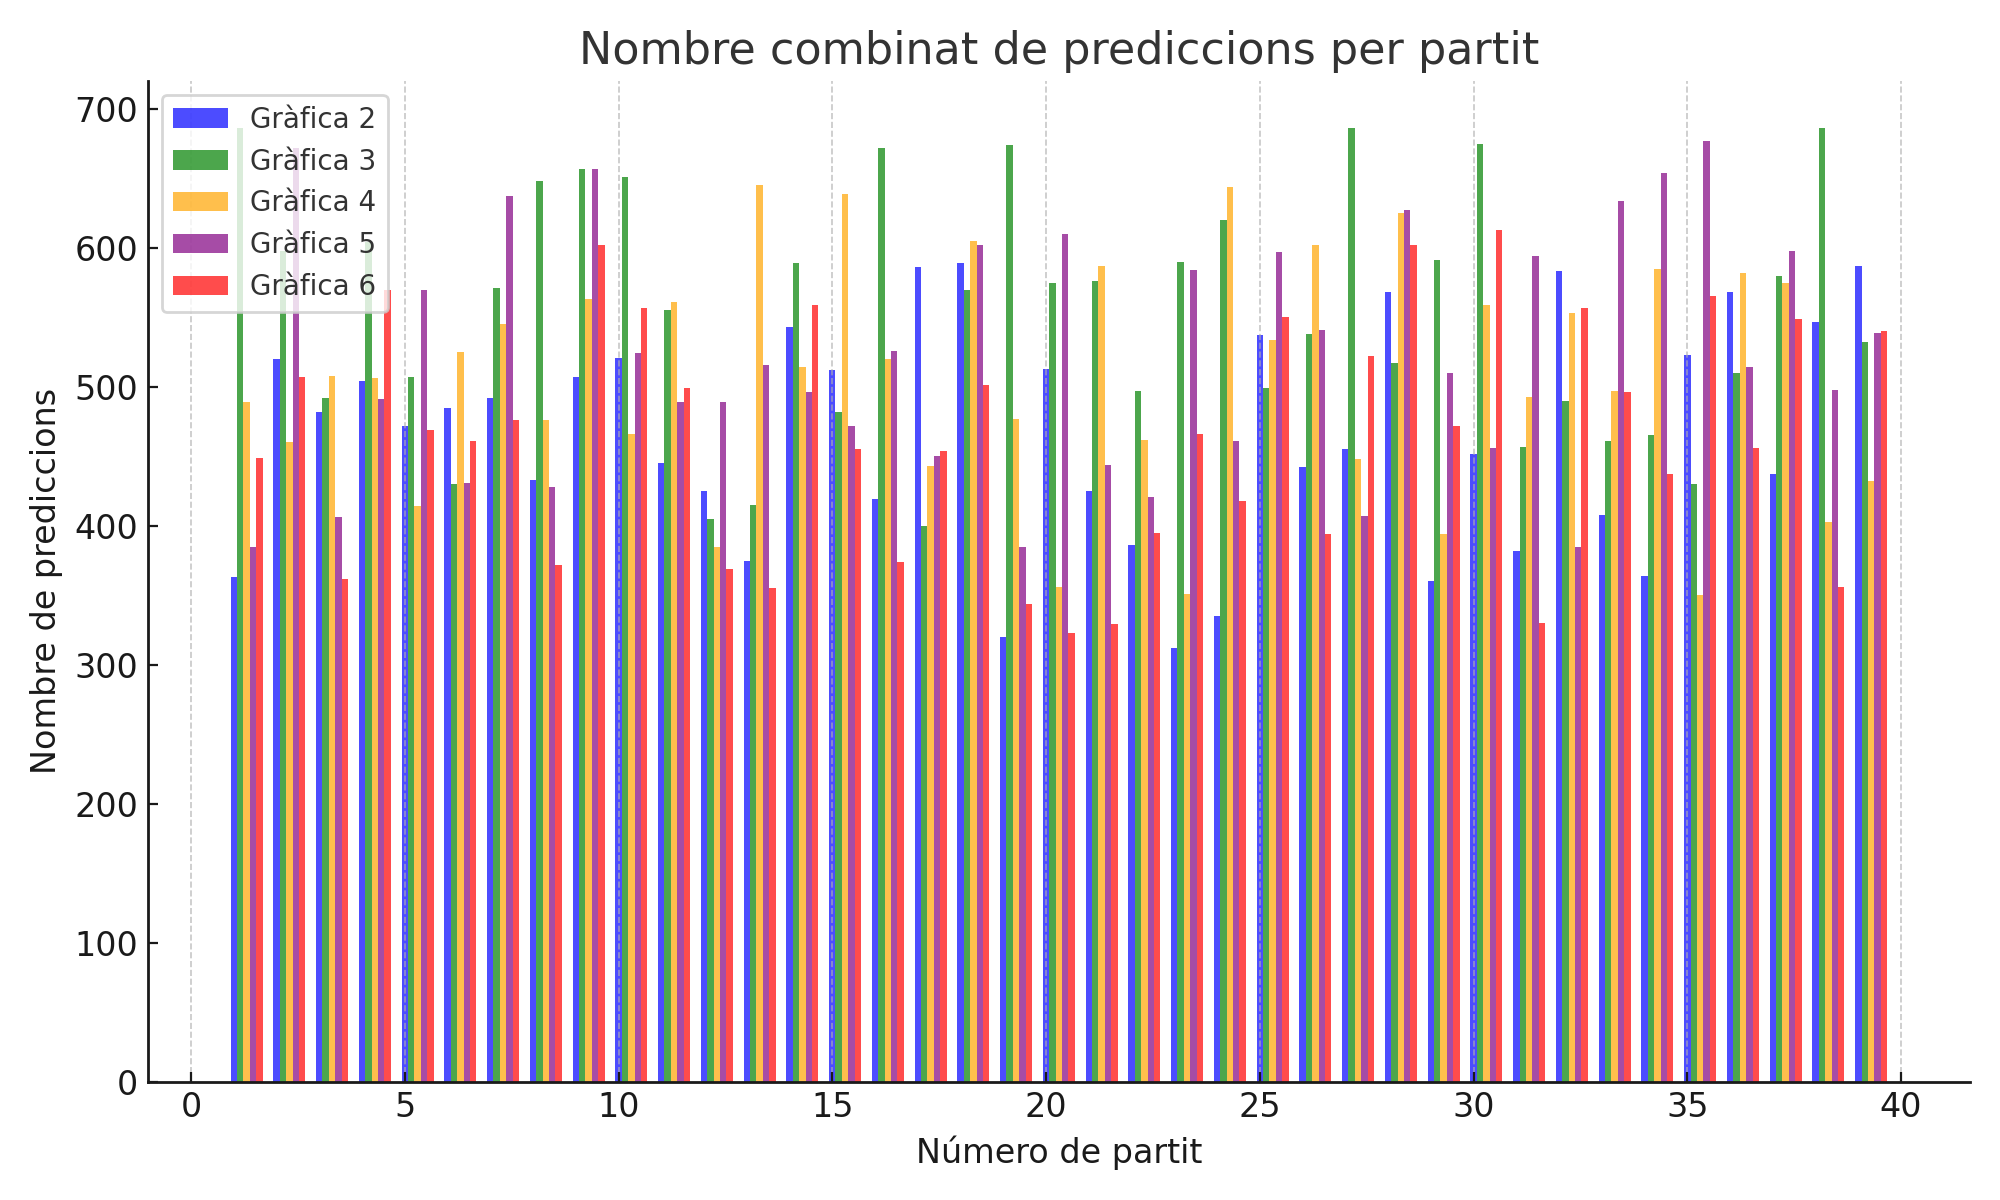 Nombre combinat de prediccions per partit
Gràfica 2
Gràfica 3
Gràfica 4
Gràfica 5
Gràfica 6
Nombre de prediccions
700
600
500
400
300
200
100
0
0 5 10 15 20 25 30 35 40
Número de partit